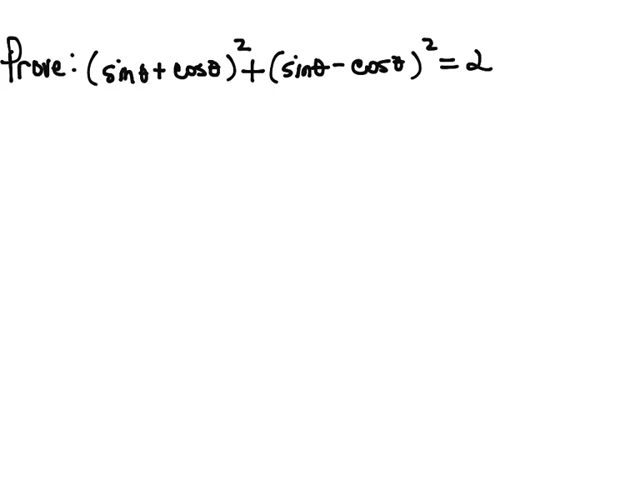 Prove: (sinθ + cosθ)² + (sinθ - cosθ)² = 2